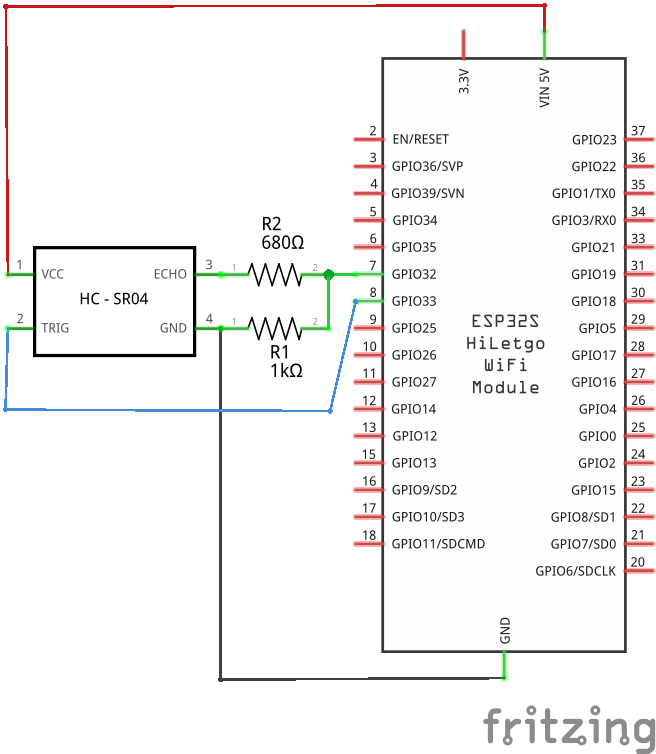 3.3V
VIN 5V
2 EN/RESET
GPIO23 37
3 GPIO36/SVP
GPIO22 36
4 GPIO39/SVN
GPIO1/TX0 35
R2
680Ω
5 GPIO34
GPIO3/RX0 34
6 GPIO35
GPIO21 33
1 VCC
ECHO 3
1 2
7 GPIO32
GPIO19 31
HC - SR04
8 GPIO33
GPIO18 30
2 TRIG
GND 4
1 2
9 GPIO25
ESP32S
HiLetgo
WiFi
Module
GPIO5 29
R1
1kΩ
10 GPIO26
GPIO17 28
11 GPIO27
GPIO16 27
12 GPIO14
GPIO4 26
13 GPIO12
GPIO0 25
15 GPIO13
GPIO2 24
16 GPIO9/SD2
GPIO15 23
17 GPIO10/SD3
GPIO8/SD1 22
18 GPIO11/SDCMD
GPIO7/SD0 21
GPIO6/SDCLK 20
GND
fritzing